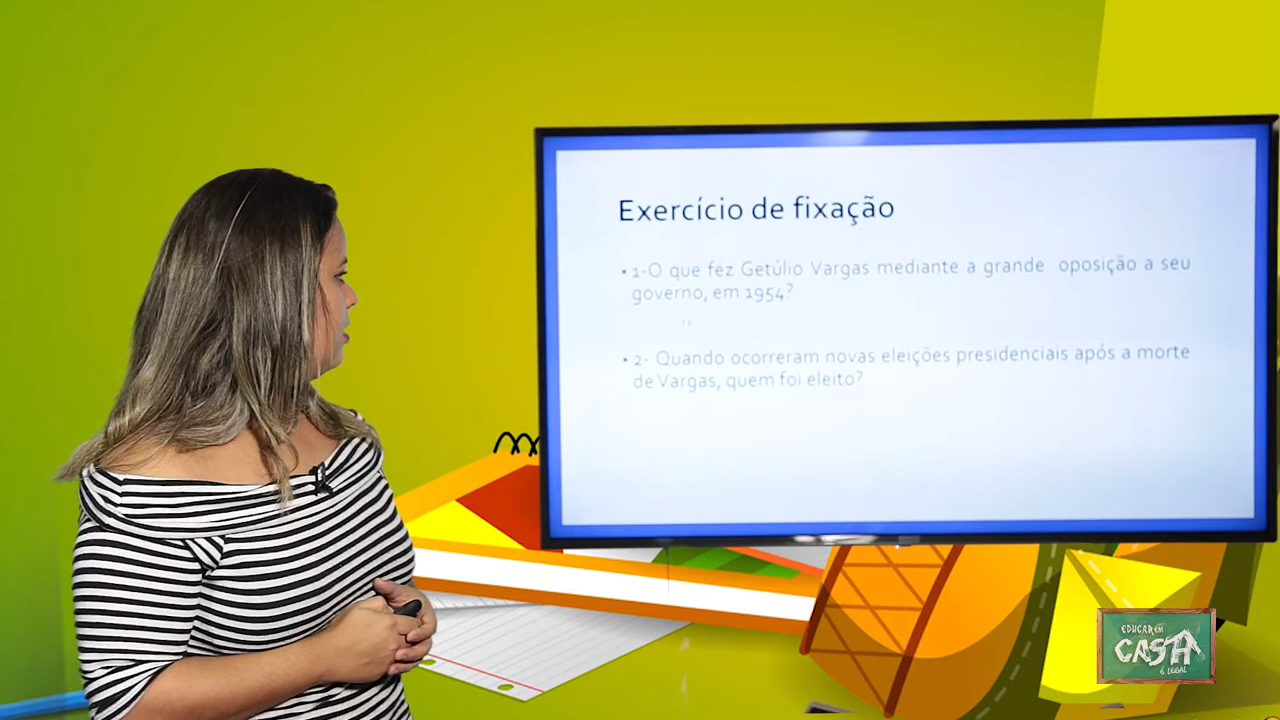 Exercício de fixação
• 1-O que fez Getúlio Vargas mediante a grande oposição a seu
governo, em 1954?
• 2- Quando ocorreram novas eleições presidenciais após a morte
de Vargas, quem foi eleito?
EDUCAR EM
CASA
É LEGAL